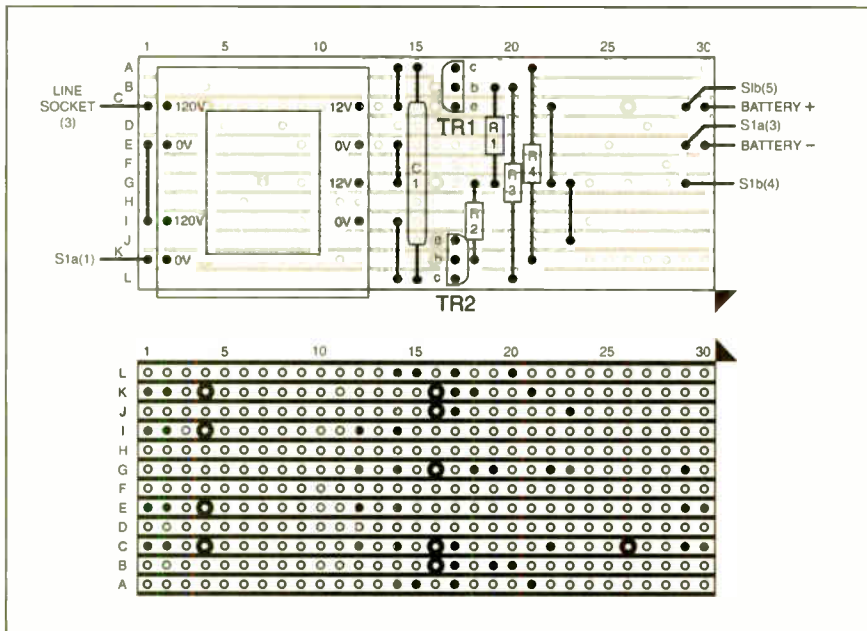 1 5 10 15 20 25 30
A
B
C
D
E
F
G
H
I
J
K
L
LINE
SOCKET
(3)
S1a(1)
120V
0V
120V
0V
12V
0V
12V
0V
C
1
c
b
e
TR1
R
1
R
2
R
3
R
4
e
b
c
TR2
SIb(5)
BATTERY +
S1a(3)
BATTERY −
S1b(4)
1 5 10 15 20 25 30
L
K
J
I
H
G
F
E
D
C
B
A